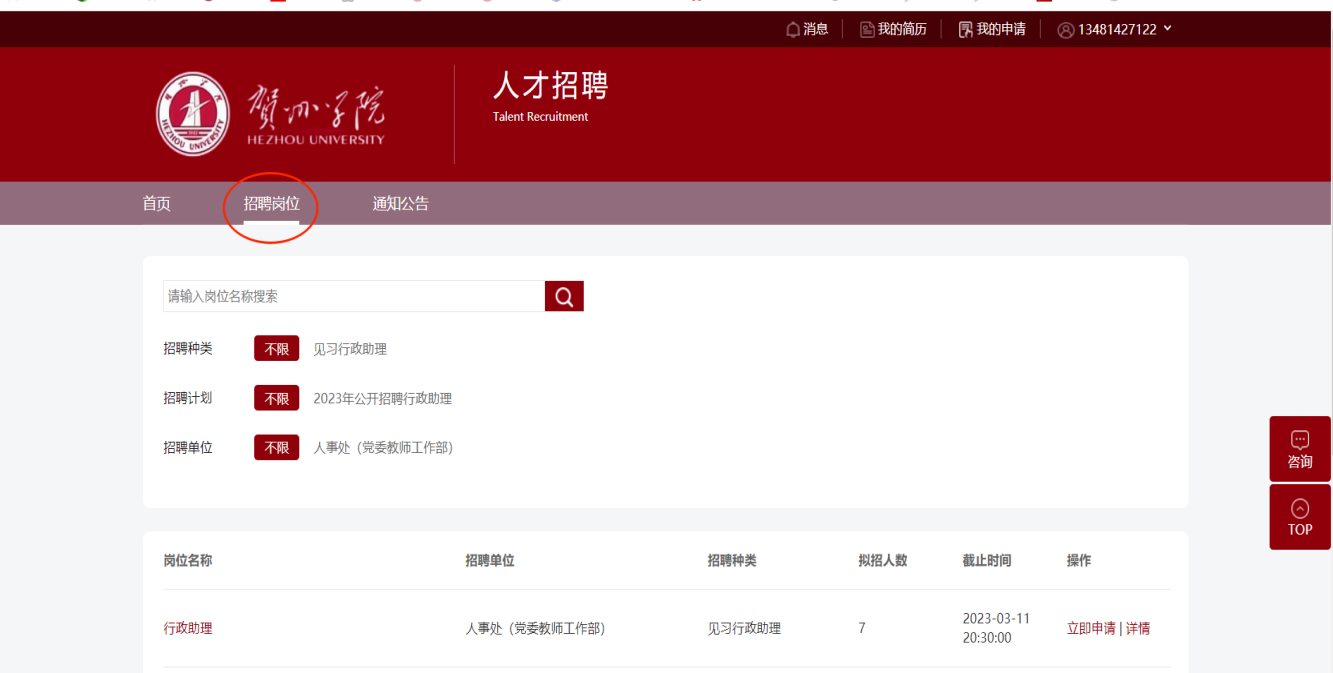 消息 我的简历 我的申请 13481427122
贺州学院
HEZHOU UNIVERSITY
人才招聘
Talent Recruitment
首页 招聘岗位 通知公告
请输入岗位名称搜索
招聘种类 不限 见习行政助理
招聘计划 不限 2023年公开招聘行政助理
招聘单位 不限 人事处（党委教师工作部）
咨询
TOP
岗位名称 招聘单位 招聘种类 拟招人数 截止时间 操作
行政助理 人事处（党委教师工作部） 见习行政助理 7 2023-03-11 20:30:00 立即申请 | 详情